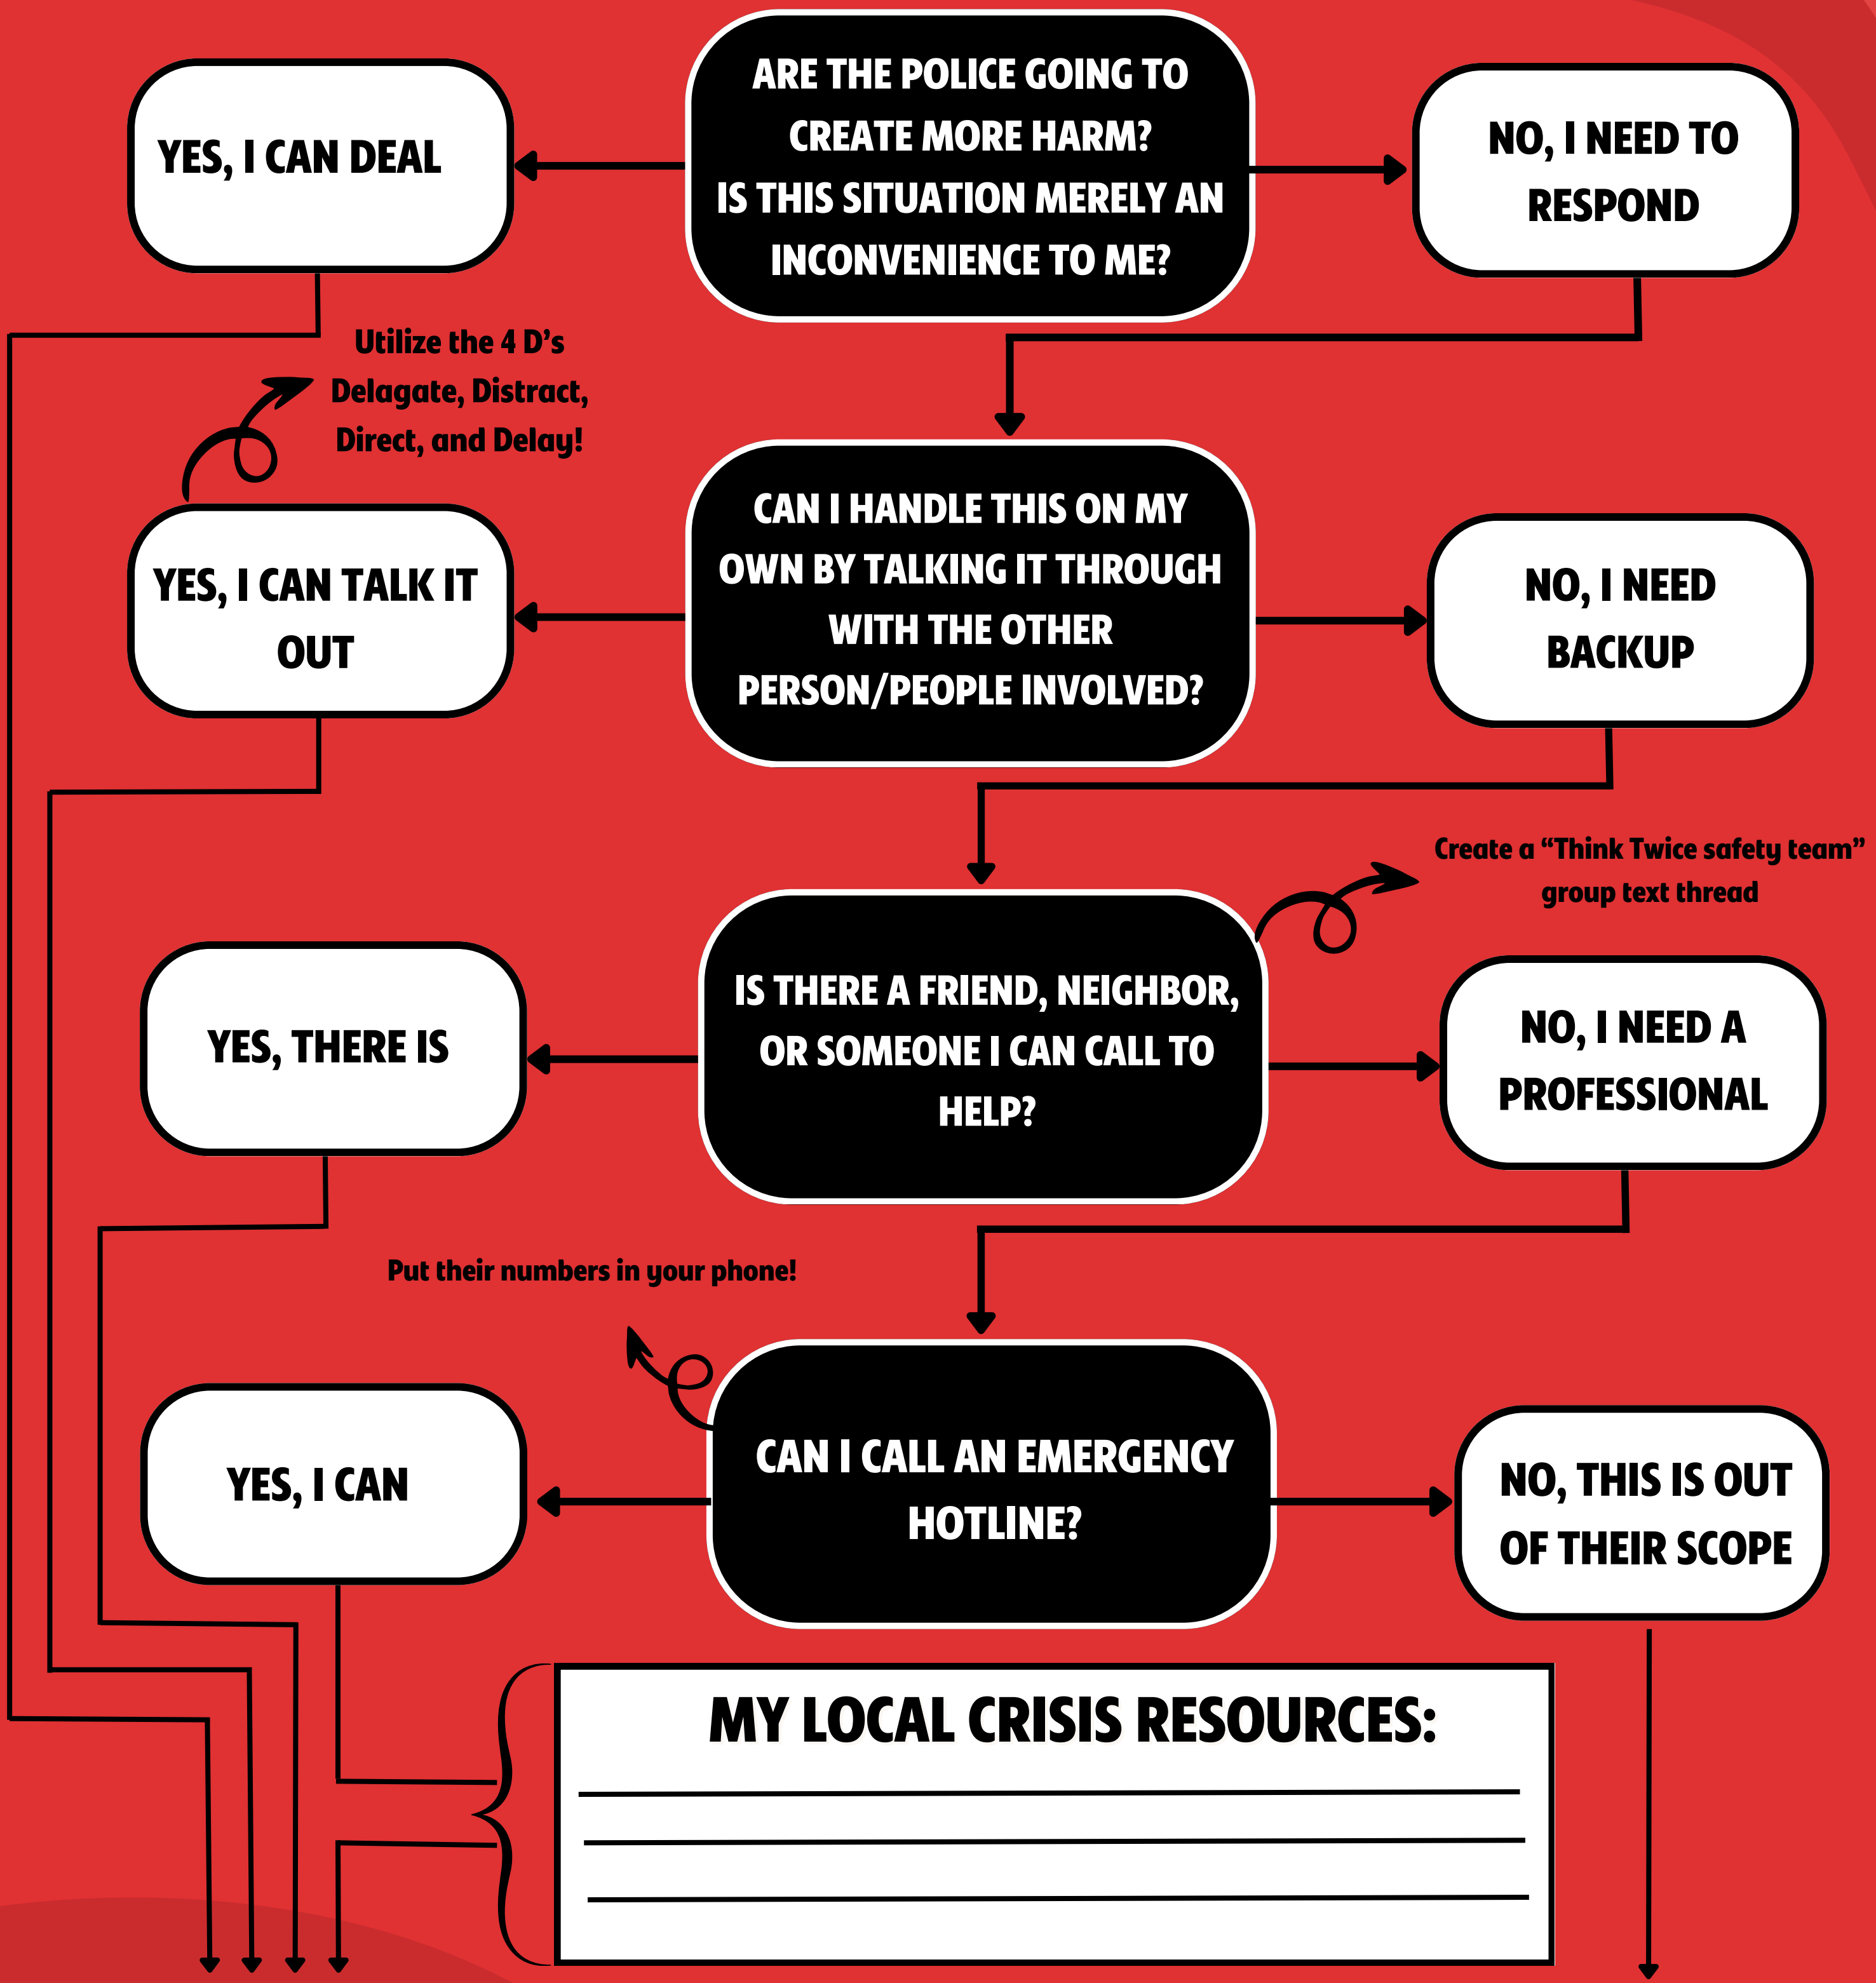 ARE THE POLICE GOING TO
CREATE MORE HARM?
IS THIS SITUATION MERELY AN
INCONVENIENCE TO ME?
YES, I CAN DEAL
NO, I NEED TO
RESPOND
Utilize the 4 D's
Delagate, Distract,
Direct, and Delay!
CAN I HANDLE THIS ON MY
OWN BY TALKING IT THROUGH
WITH THE OTHER
PERSON/PEOPLE INVOLVED?
YES, I CAN TALK IT
OUT
NO, I NEED
BACKUP
Create a “Think Twice safety team”
group text thread
IS THERE A FRIEND, NEIGHBOR,
OR SOMEONE I CAN CALL TO
HELP?
YES, THERE IS
NO, I NEED A
PROFESSIONAL
Put their numbers in your phone!
CAN I CALL AN EMERGENCY
HOTLINE?
YES, I CAN
NO, THIS IS OUT
OF THEIR SCOPE
MY LOCAL CRISIS RESOURCES: